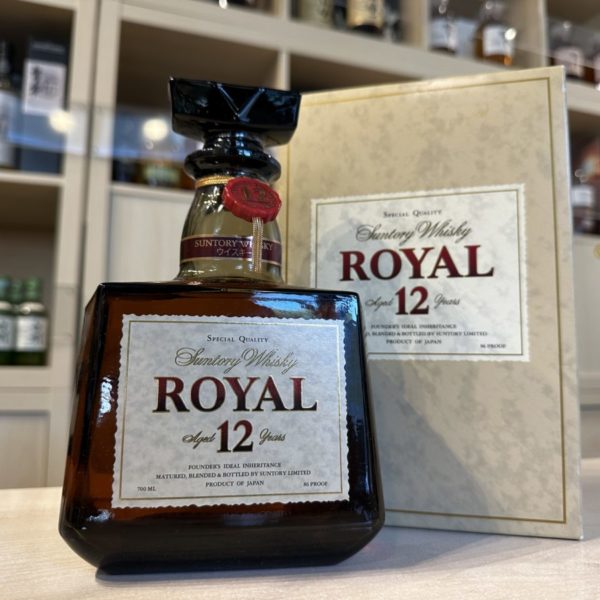 12
SUNTORY WHISKY
ウイスキー
SPECIAL QUALITY
Suntory Whisky
ROYAL
Aged 12 Years
FOUNDER'S IDEAL INHERITANCE
MATURED, BLENDED & BOTTLED BY SUNTORY LIMITED
700 ML PRODUCT OF JAPAN 86 PROOF
SPECIAL QUALITY
Suntory Whisky
ROYAL
Aged 12 Years
FOUNDER'S IDEAL INHERITANCE
BLENDED & BOTTLED BY SUNTORY LIMITED
PRODUCT OF JAPAN 86 PROOF